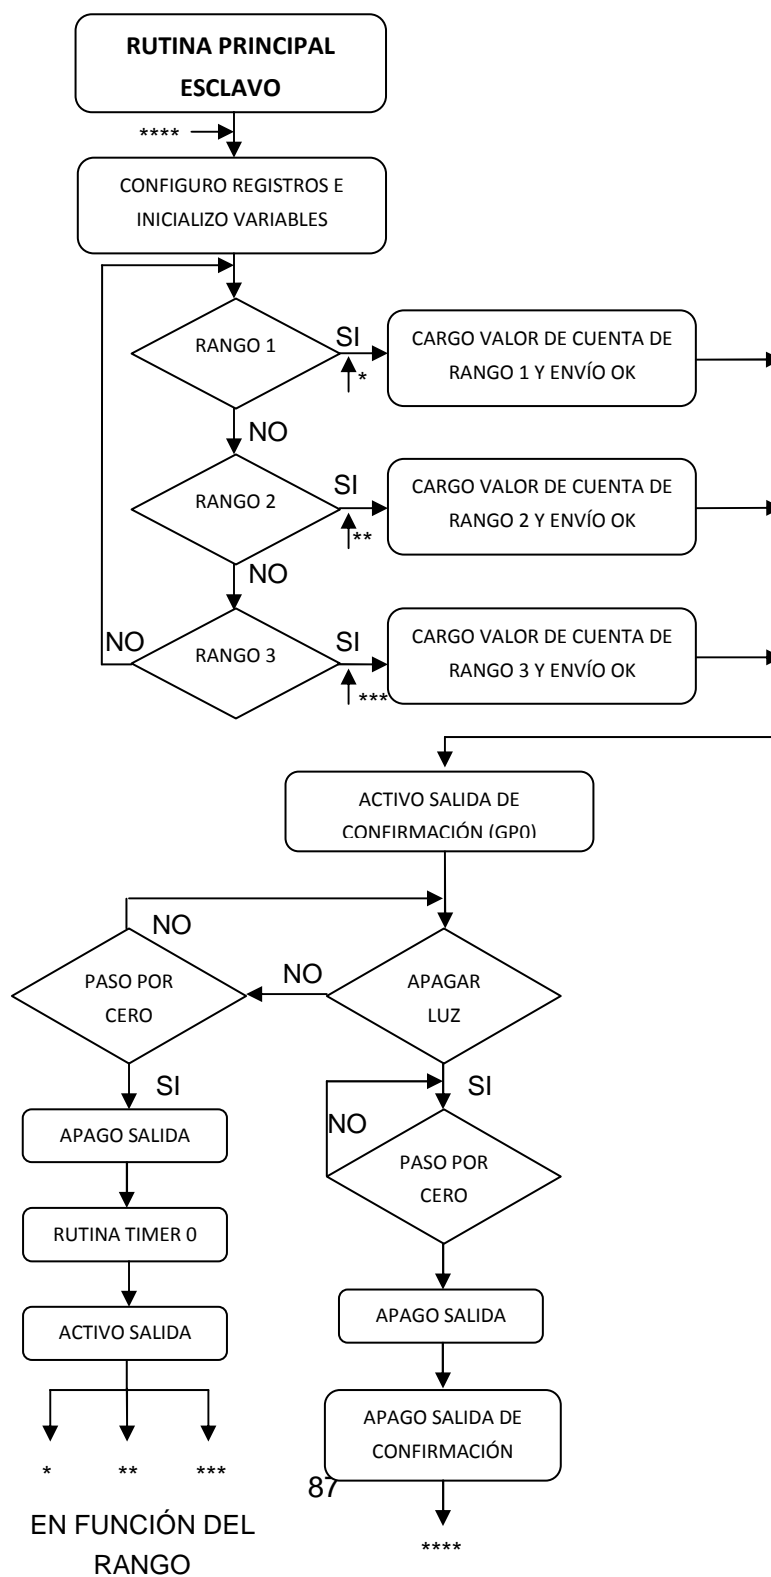 RUTINA PRINCIPAL
ESCLAVO
****
CONFIGURO REGISTROS E
INICIALIZO VARIABLES
RANGO 1
SI
*
CARGO VALOR DE CUENTA DE
RANGO 1 Y ENVÍO OK
NO
RANGO 2
SI
**
CARGO VALOR DE CUENTA DE
RANGO 2 Y ENVÍO OK
NO
NO
RANGO 3
SI
***
CARGO VALOR DE CUENTA DE
RANGO 3 Y ENVÍO OK
ACTIVO SALIDA DE
CONFIRMACIÓN (GP0)
NO
PASO POR
CERO
NO
APAGAR
LUZ
SI
SI
APAGO SALIDA
NO
PASO POR
CERO
RUTINA TIMER 0
APAGO SALIDA
ACTIVO SALIDA
APAGO SALIDA DE
CONFIRMACIÓN
* ** ***
87
EN FUNCIÓN DEL
RANGO
****